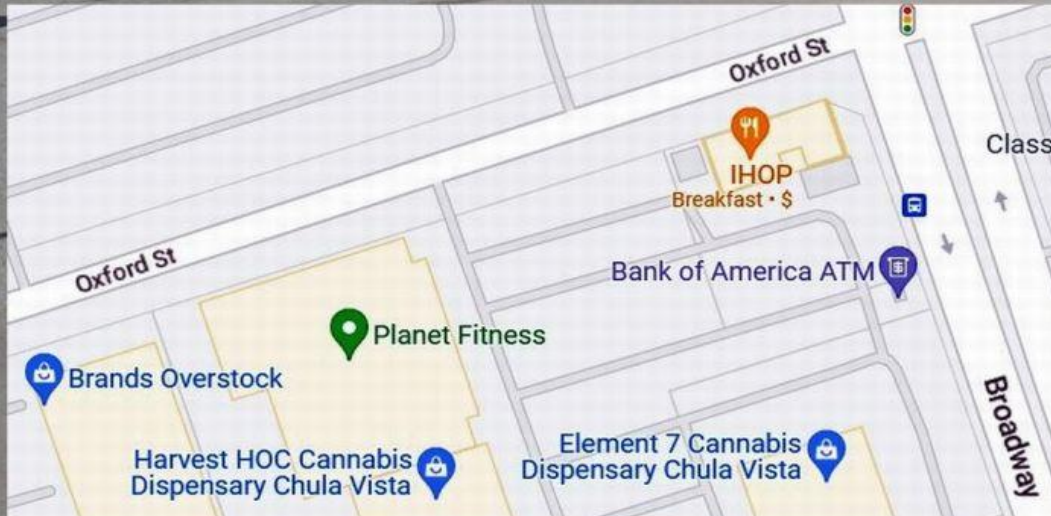 Oxford St
Class
IHOP
Breakfast • $
Bank of America ATM
Oxford St
Planet Fitness
Brands Overstock
Broadway
Harvest HOC Cannabis
Dispensary Chula Vista
Element 7 Cannabis
Dispensary Chula Vista